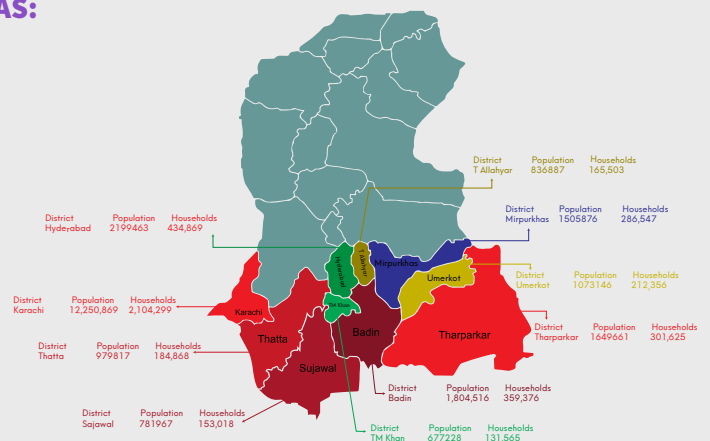 AS:
District Population Households
T Allahyar 836887 165,503
District Population Households
Mirpurkhas 1505876 286,547
District Population Households
Hyderabad 2199463 434,869
District Population Households
Umerkot 1073146 212,356
District Population Households
Karachi 12,250,869 2,104,299
District Population Households
Tharparkar 1649661 301,625
District Population Households
Thatta 979817 184,868
District Population Households
Badin 1,804,516 359,376
District Population Households
Sajawal 781967 153,018
District Population Households
TM Khan 677228 131,565
Hyderabad
T Allahyar
Mirpurkhas
Umerkot
Karachi
TM Khan
Thatta
Badin
Tharparkar
Sujawal